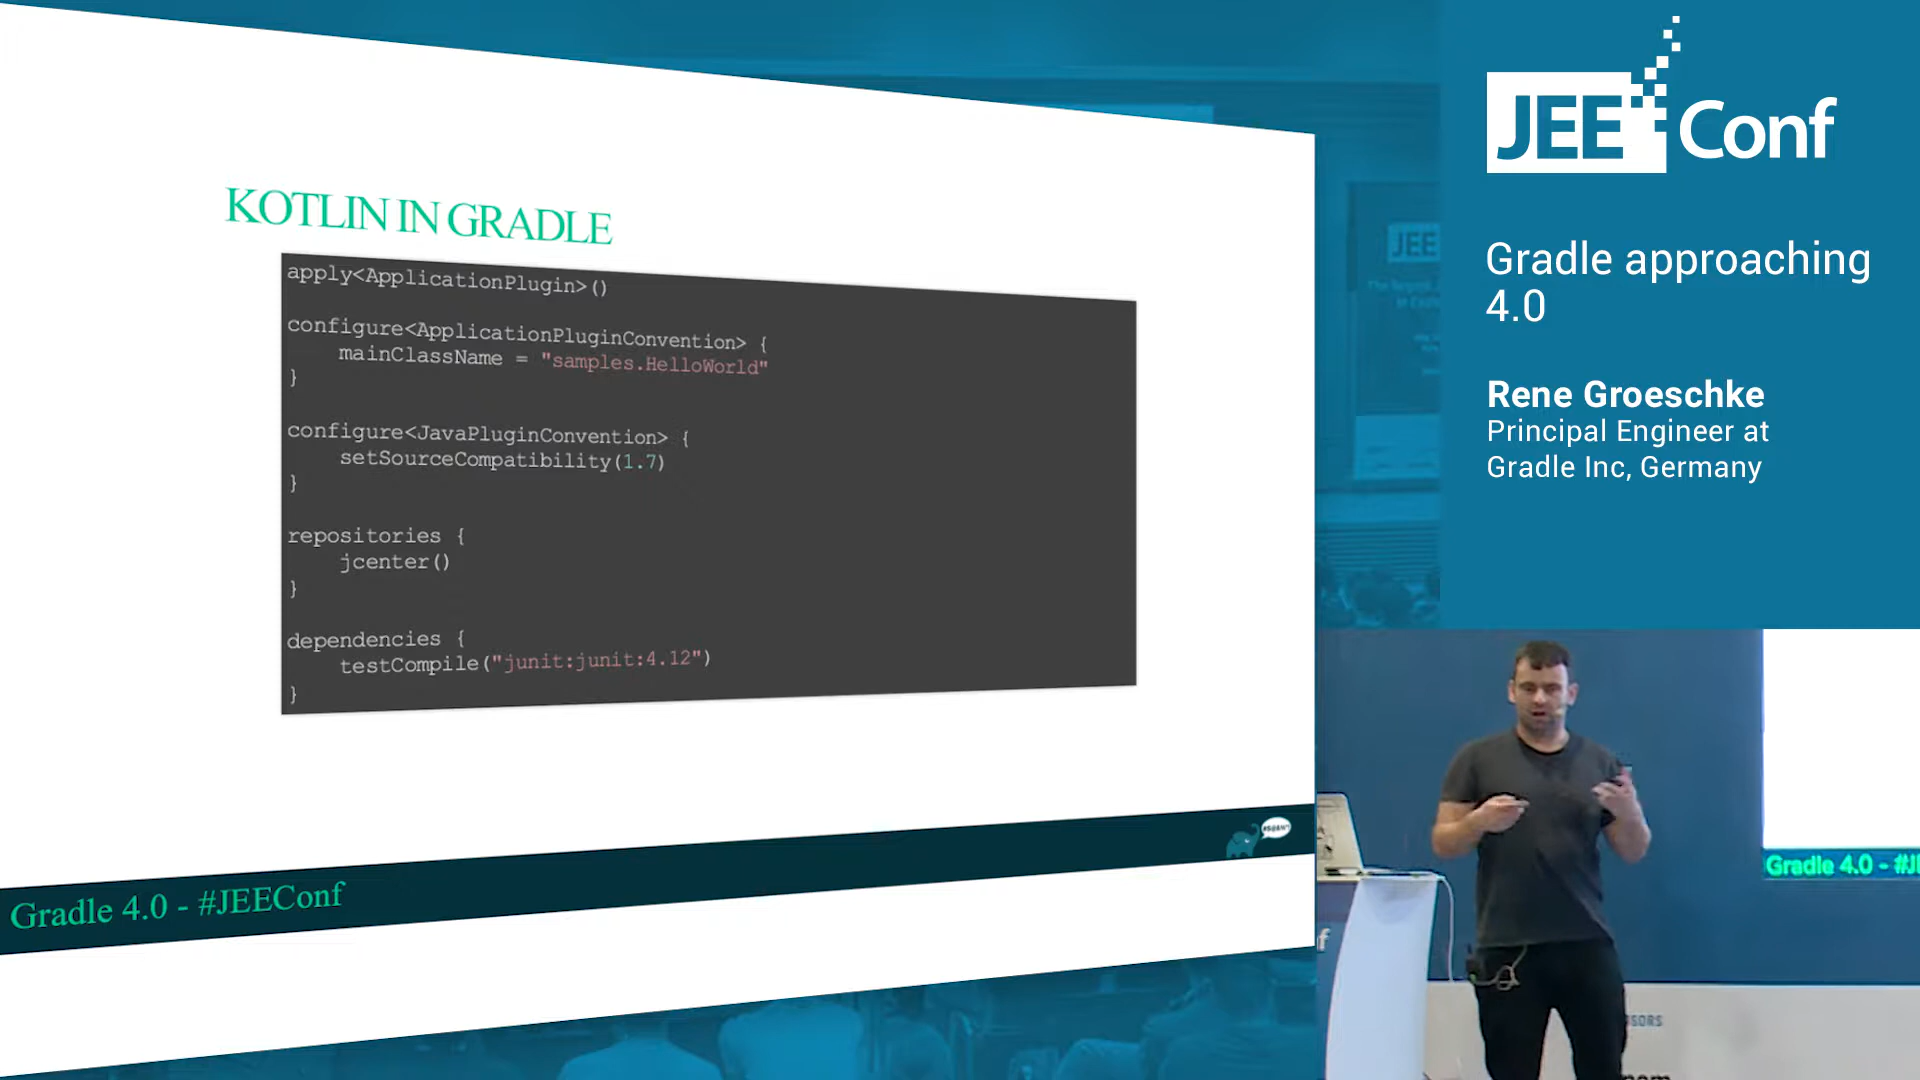 KOTLIN IN GRADLE
apply<ApplicationPlugin>()
configure<ApplicationPluginConvention> {
    mainClassName = "samples.HelloWorld"
}
configure<JavaPluginConvention> {
    setSourceCompatibility(1.7)
}
repositories {
    jcenter()
}
dependencies {
    testCompile("junit:junit:4.12")
}
Gradle 4.0 - #JEEConf
JEE Conf
Gradle approaching
4.0
Rene Groeschke
Principal Engineer at
Gradle Inc, Germany
JEE
Gradle 4.0 - #JE